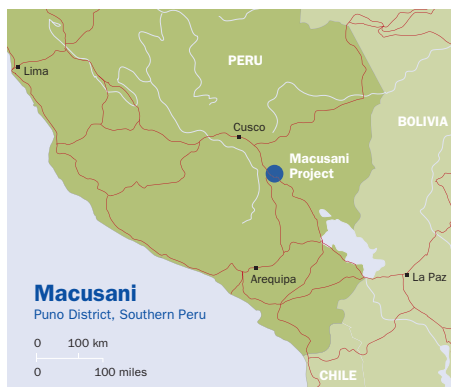 Lima
PERU
Cusco
BOLIVIA
Macusani
Project
Arequipa
La Paz
Macusani
Puno District, Southern Peru
0 100 km
0 100 miles
CHILE